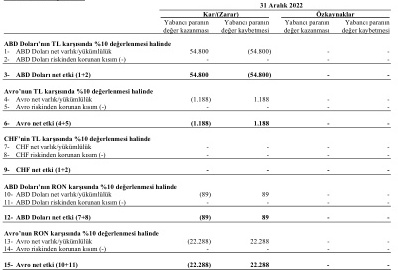 31 Aralık 2022
Kar/(Zarar) Özkaynaklar
Yabancı paranın Yabancı paranın Yabancı paranın Yabancı paranın
değer kazanması değer kaybetmesi değer kazanması değer kaybetmesi
ABD Doları'nın TL karşısında %10 değerlenmesi halinde
1- ABD Doları net varlık/yükümlülük 54.800 (54.800) - -
2- ABD Doları riskinden korunan kısım (-) - - - -
3- ABD Doları net etki (1+2) 54.800 (54.800) - -
Avro'nun TL karşısında %10 değerlenmesi halinde
4- Avro net varlık/yükümlülük (1.188) 1.188 - -
5- Avro riskinden korunan kısım (-) - - - -
6- Avro net etki (4+5) (1.188) 1.188 - -
CHF'nin TL karşısında %10 değerlenmesi halinde
7- CHF net varlık/yükümlülük - - - -
8- CHF riskinden korunan kısım (-) - - - -
9- CHF net etki (1+2) - - - -
ABD Doları'nın RON karşısında %10 değerlenmesi halinde
10- ABD Doları net varlık/yükümlülük (89) 89 - -
11- ABD Doları riskinden korunan kısım (-) - - - -
12- ABD Doları net etki (7+8) (89) 89 - -
Avro'nun RON karşısında %10 değerlenmesi halinde
13- Avro net varlık/yükümlülük (22.288) 22.288 - -
14- Avro riskinden korunan kısım (-) - - - -
15- Avro net etki (10+11) (22.288) 22.288 - -